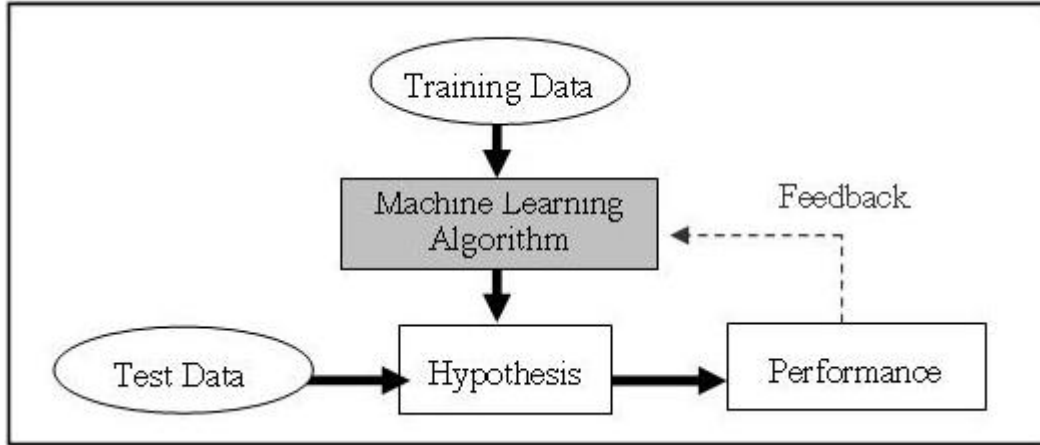 Training Data
Machine Learning
Algorithm
Feedback
Test Data
Hypothesis
Performance